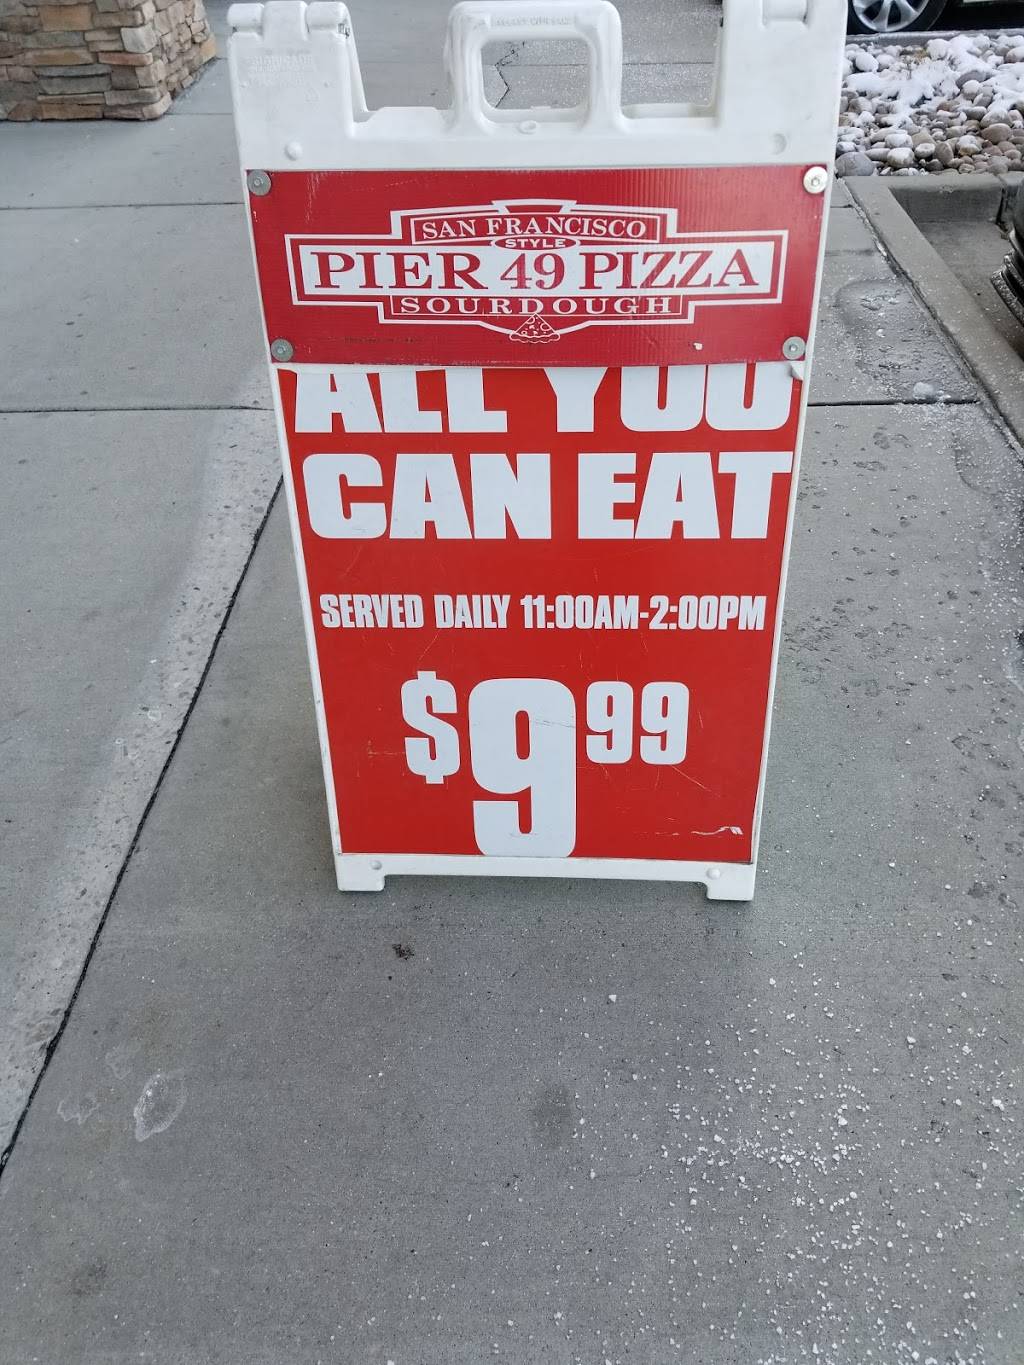 SAN FRANCISCO
STYLE
PIER 49 PIZZA
SOURDOUGH
ALL YOU
CAN EAT
SERVED DAILY 11:00AM-2:00PM
$9.99